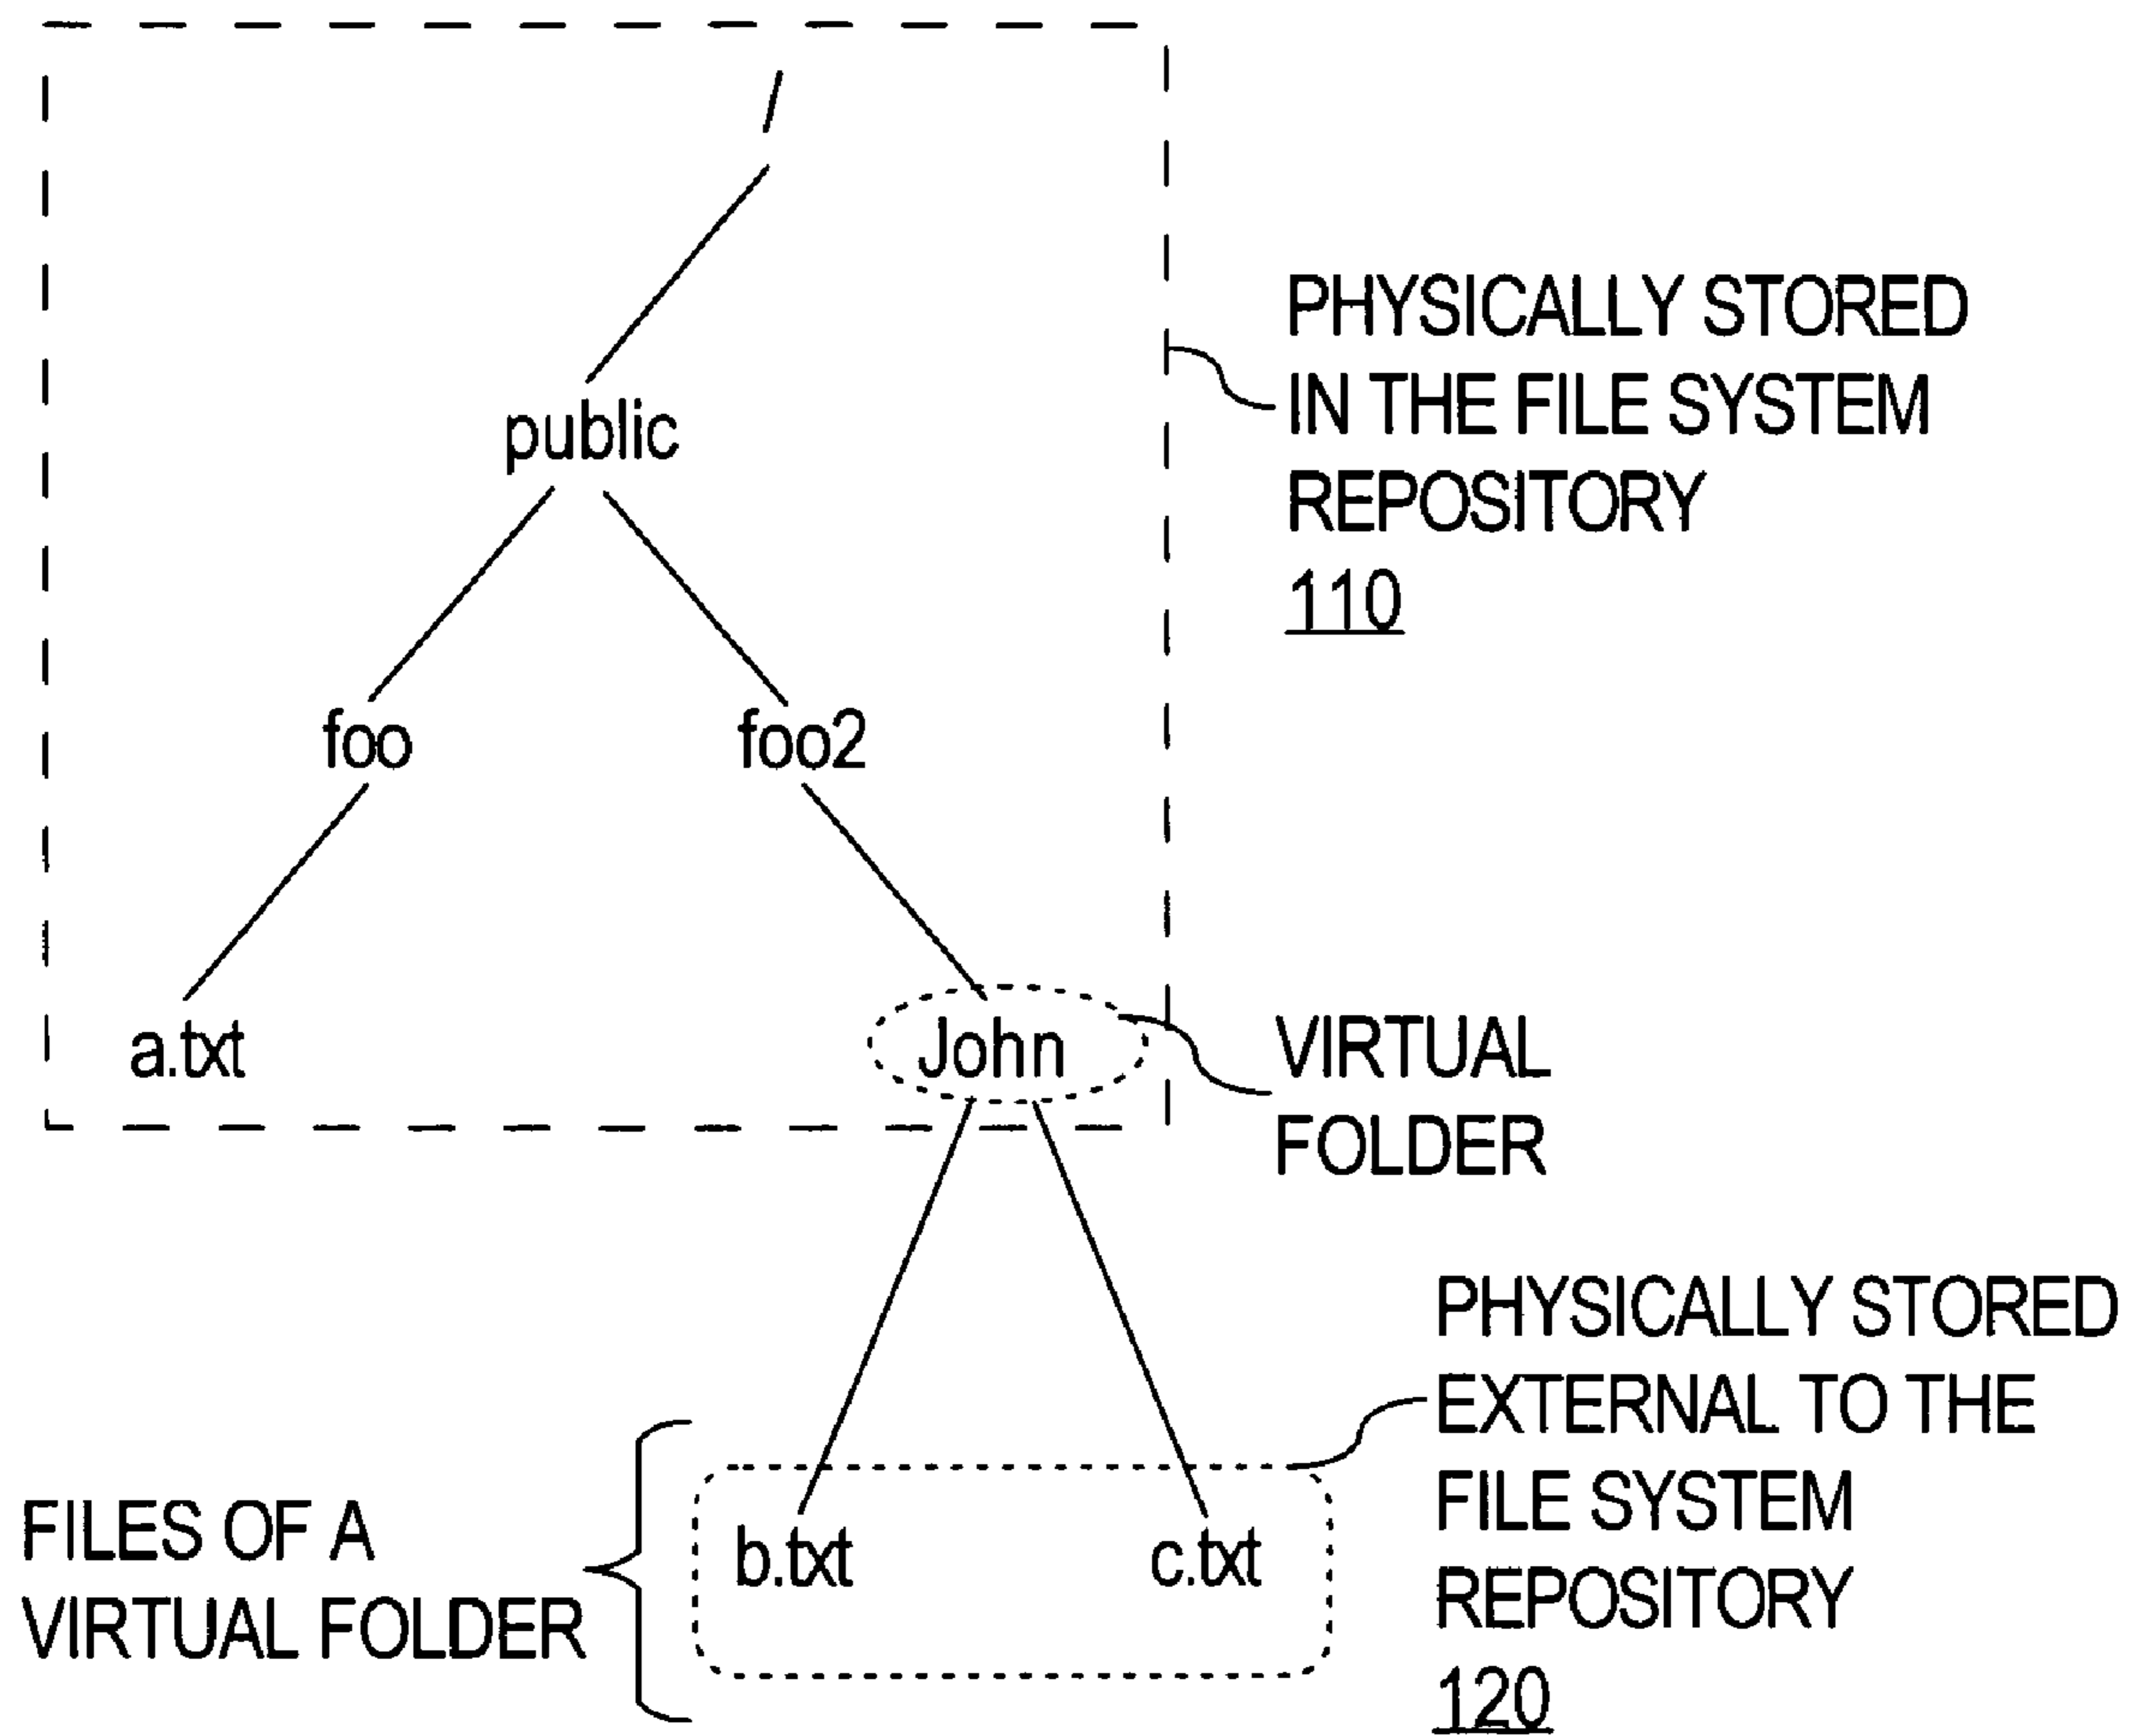 /
public
PHYSICALLY STORED
IN THE FILE SYSTEM
REPOSITORY
110
foo
foo2
a.txt
John
VIRTUAL
FOLDER
PHYSICALLY STORED
EXTERNAL TO THE
FILE SYSTEM
REPOSITORY
120
FILES OF A
VIRTUAL FOLDER
b.txt
c.txt